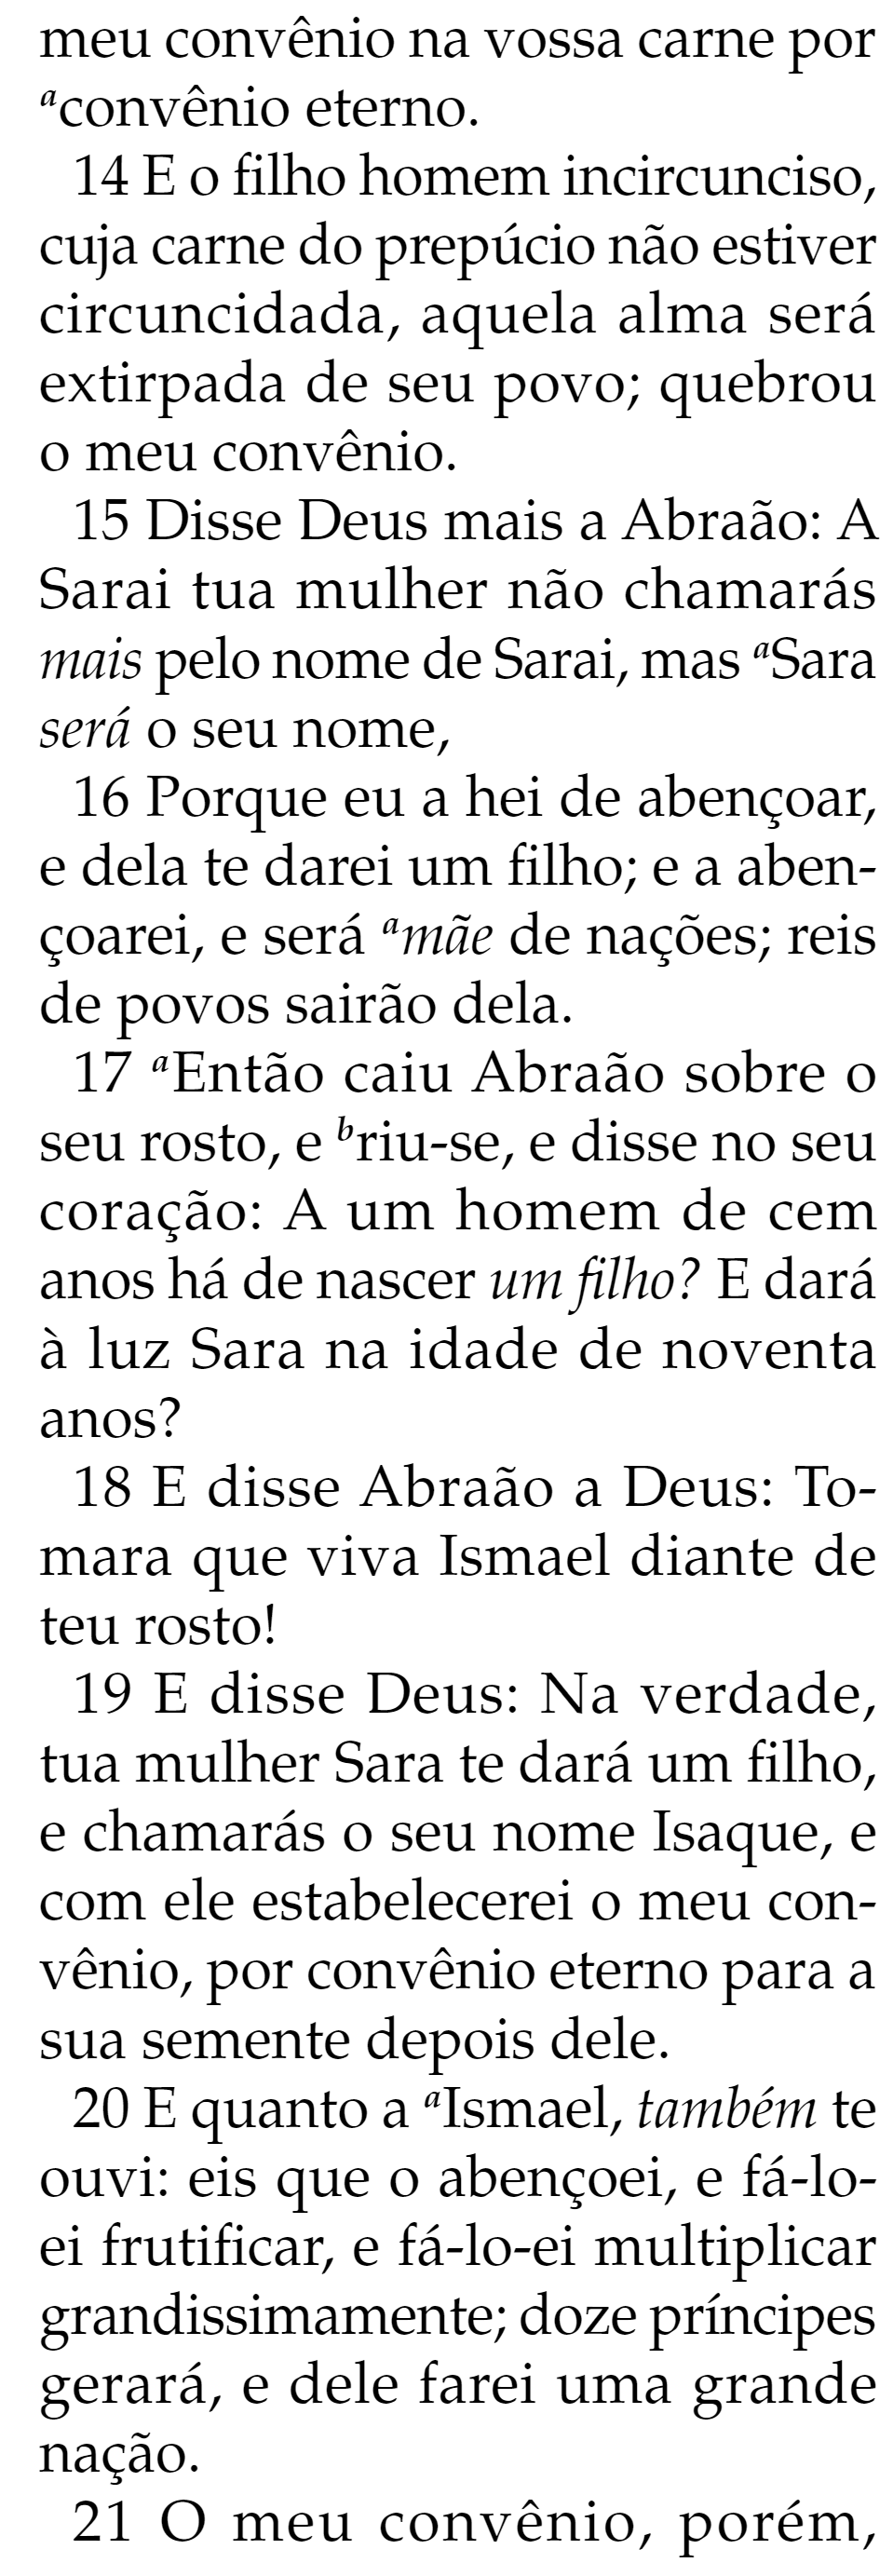 meu convênio na vossa carne por
ᵃconvênio eterno.
14 E o filho homem incircunciso,
cuja carne do prepúcio não estiver
circuncidada, aquela alma será
extirpada de seu povo; quebrou
o meu convênio.
15 Disse Deus mais a Abraão: A
Sarai tua mulher não chamarás
mais pelo nome de Sarai, mas ᵃSara
será o seu nome,
16 Porque eu a hei de abençoar,
e dela te darei um filho; e a aben-
çoarei, e será ᵃmãe de nações; reis
de povos sairão dela.
17 ᵃEntão caiu Abraão sobre o
seu rosto, e ᵇriu-se, e disse no seu
coração: A um homem de cem
anos há de nascer um filho? E dará
à luz Sara na idade de noventa
anos?
18 E disse Abraão a Deus: To-
mara que viva Ismael diante de
teu rosto!
19 E disse Deus: Na verdade,
tua mulher Sara te dará um filho,
e chamarás o seu nome Isaque, e
com ele estabelecerei o meu con-
vênio, por convênio eterno para a
sua semente depois dele.
20 E quanto a ᵃIsmael, também te
ouvi: eis que o abençoei, e fá-lo-
ei frutificar, e fá-lo-ei multiplicar
grandissimamente; doze príncipes
gerará, e dele farei uma grande
nação.
21 O meu convênio, porém,